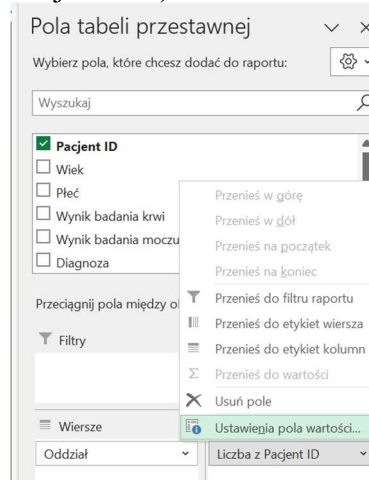 Pola tabeli przestawnej
Wybierz pola, które chcesz dodać do raportu:
Wyszukaj
Pacjent ID
Wiek
Płeć
Wynik badania krwi
Wynik badania moczu
Diagnoza
Przenieś w górę
Przenieś w dół
Przenieś na początek
Przenieś na koniec
Przenieś do filtru raportu
Przenieś do etykiet wiersza
Przenieś do etykiet kolumn
Przenieś do wartości
Usuń pole
Ustawienia pola wartości...
Przeciągnij pola między
Filtry
Wiersze
Oddział
Liczba z Pacjent ID